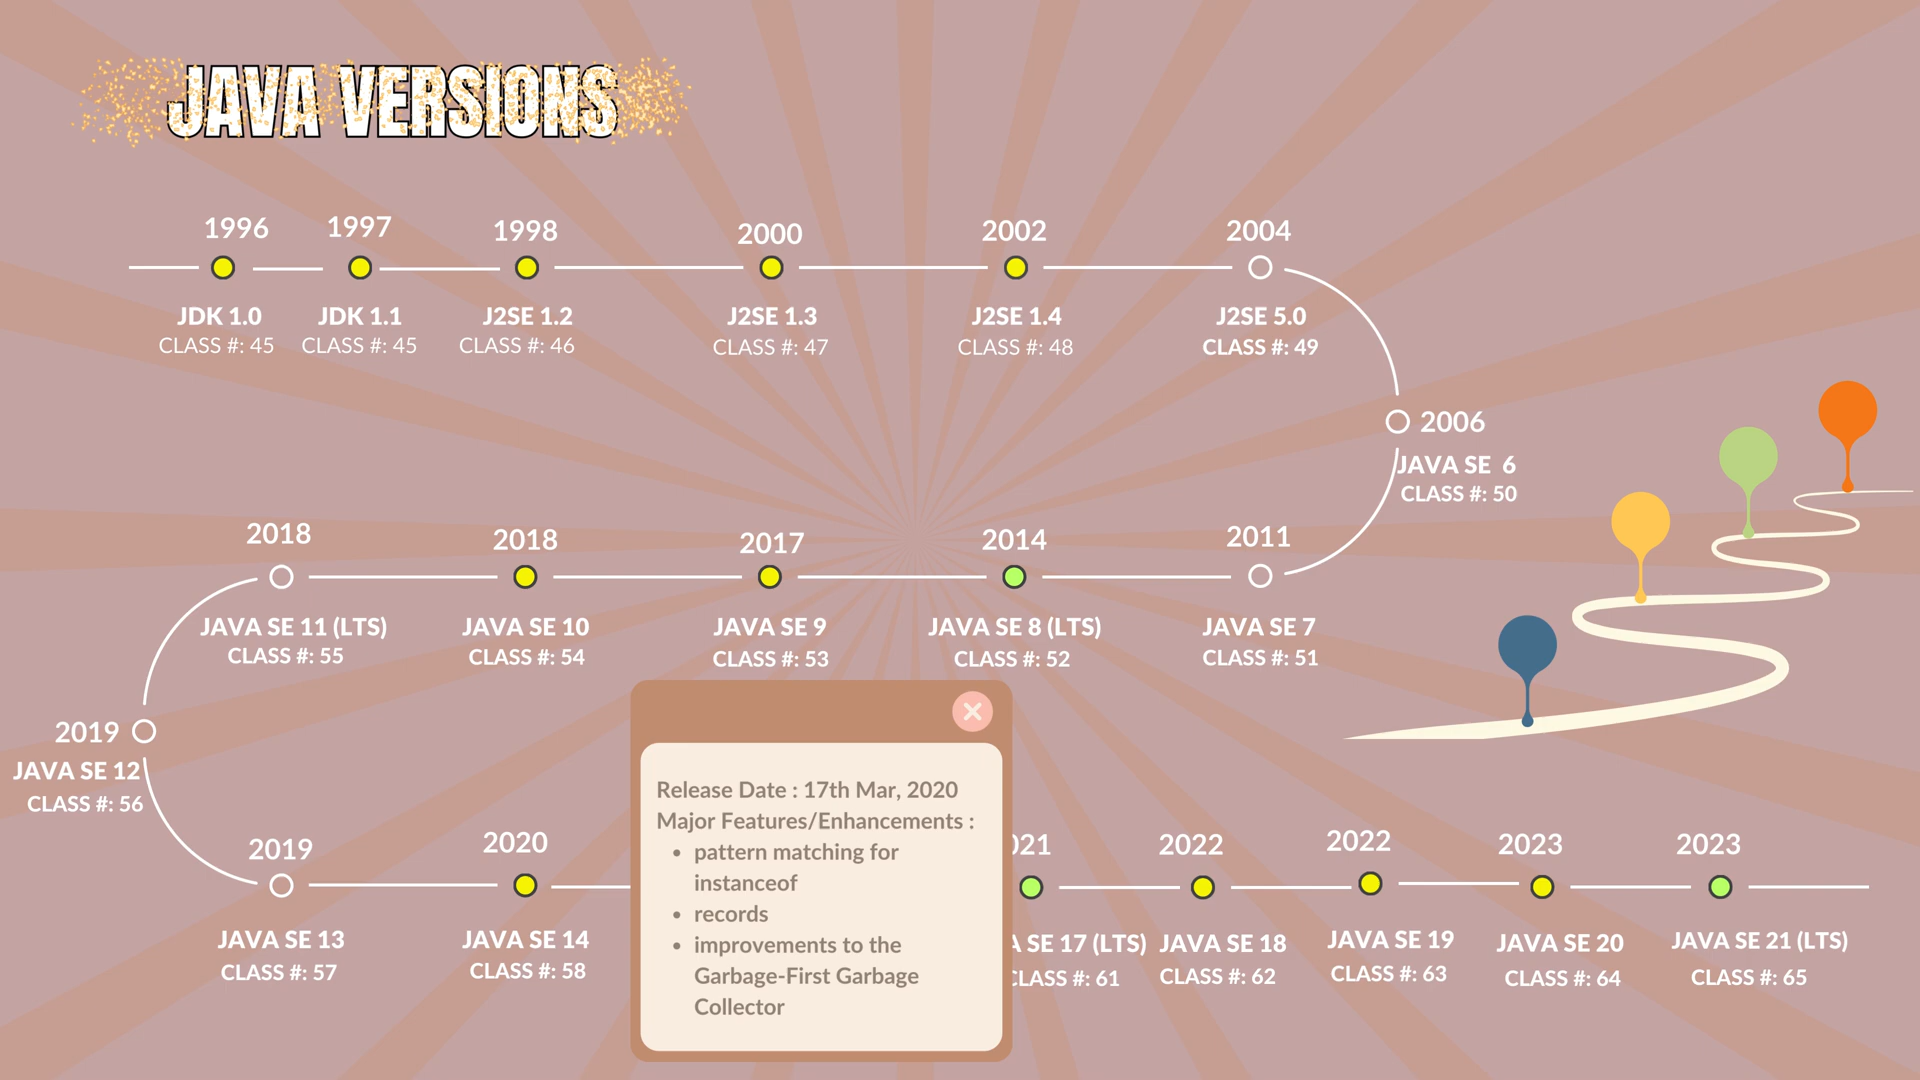 JAVA VERSIONS
1996
1997
1998
2000
2002
2004
JDK 1.0
JDK 1.1
J2SE 1.2
J2SE 1.3
J2SE 1.4
J2SE 5.0
CLASS #: 45
CLASS #: 45
CLASS #: 46
CLASS #: 47
CLASS #: 48
CLASS #: 49
2006
JAVA SE 6
CLASS #: 50
2018
2018
2017
2014
2011
JAVA SE 11 (LTS)
JAVA SE 10
JAVA SE 9
JAVA SE 8 (LTS)
JAVA SE 7
CLASS #: 55
CLASS #: 54
CLASS #: 53
CLASS #: 52
CLASS #: 51
2019
JAVA SE 12
CLASS #: 56
Release Date : 17th Mar, 2020
Major Features/Enhancements :
• pattern matching for
instanceof
• records
• improvements to the
Garbage-First Garbage
Collector
2019
2020
021
2022
2022
2023
2023
JAVA SE 13
JAVA SE 14
A SE 17 (LTS)
JAVA SE 18
JAVA SE 19
JAVA SE 20
JAVA SE 21 (LTS)
CLASS #: 57
CLASS #: 58
CLASS #: 61
CLASS #: 62
CLASS #: 63
CLASS #: 64
CLASS #: 65